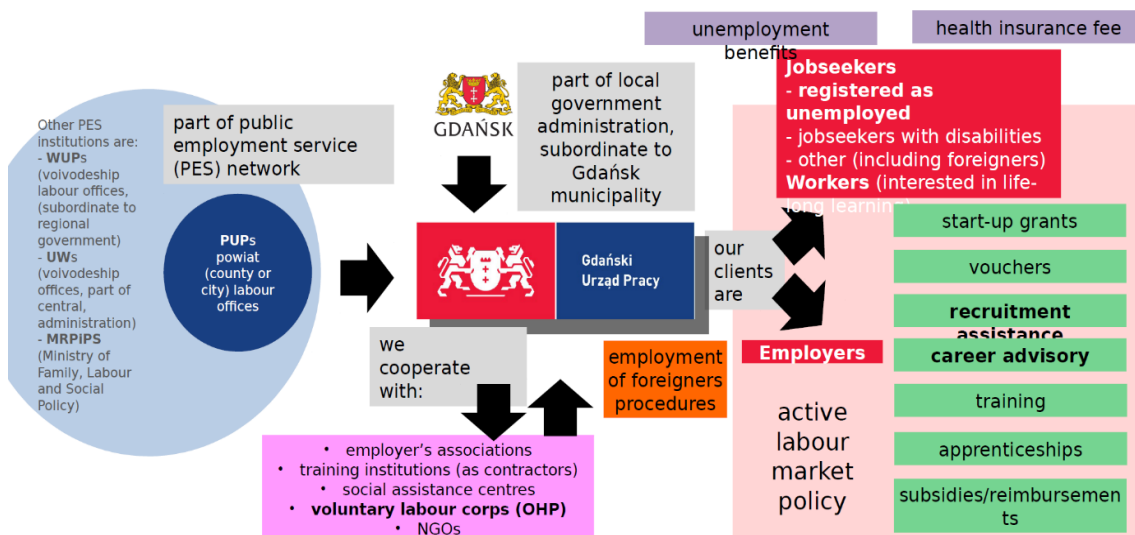 unemployment
benefits
health insurance fee
Jobseekers
- registered as
unemployed
- jobseekers with disabilities
- other (including foreigners)
Workers (interested in life-
long learning)
GDAŃSK
part of local
government
administration,
subordinate to
Gdańsk
municipality
part of public
employment service
(PES) network
Other PES
institutions are:
- WUPs
(voivodeship
labour offices,
(subordinate to
regional
government)
- UWs
(voivodeship
offices, part of
central,
administration)
- MRPiPS
(Ministry of
Family, Labour
and Social
Policy)
PUPs
powiat
(county or
city) labour
offices
Gdański
Urząd Pracy
our
clients
are
we
cooperate
with:
employment
of foreigners
procedures
• employer's associations
• training institutions (as contractors)
• social assistance centres
• voluntary labour corps (OHP)
• NGOs
Employers
active
labour
market
policy
start-up grants
vouchers
recruitment
assistance
career advisory
training
apprenticeships
subsidies/reimbursemen
ts